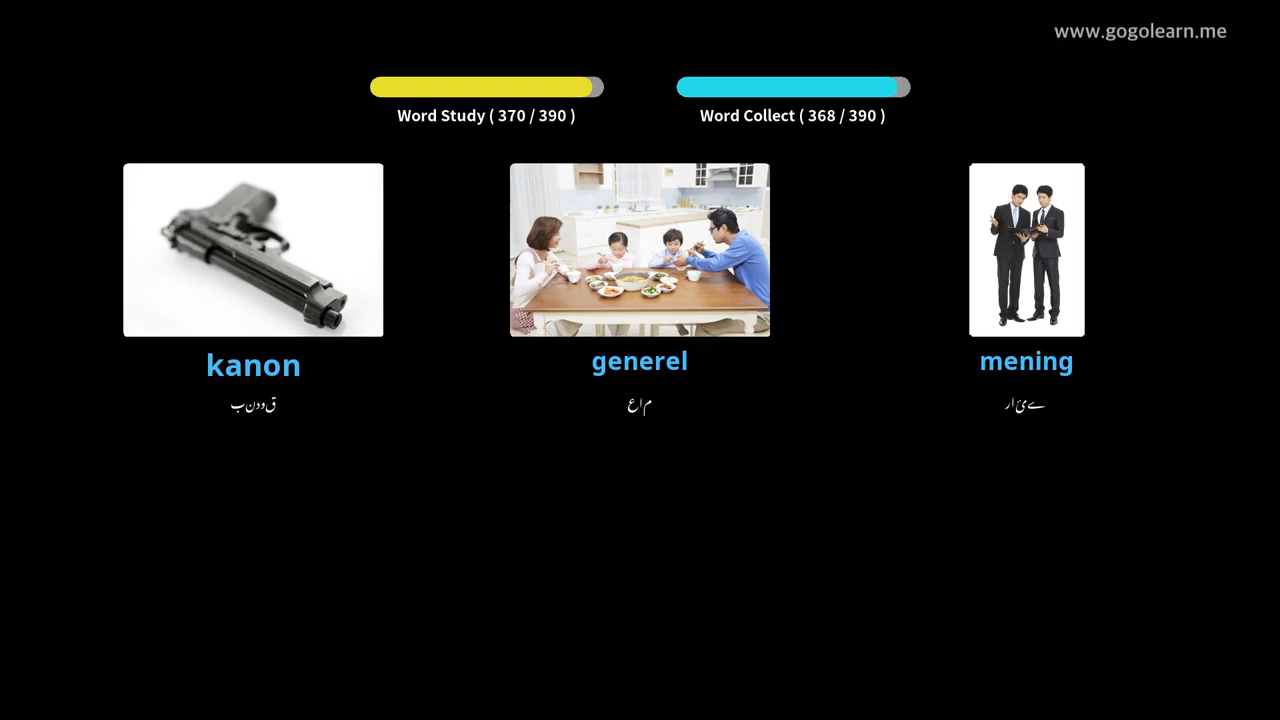 www.gogolearn.me
Word Study ( 370 / 390 )
Word Collect ( 368 / 390 )
kanon
generel
mening
بندوق
عام
رائے